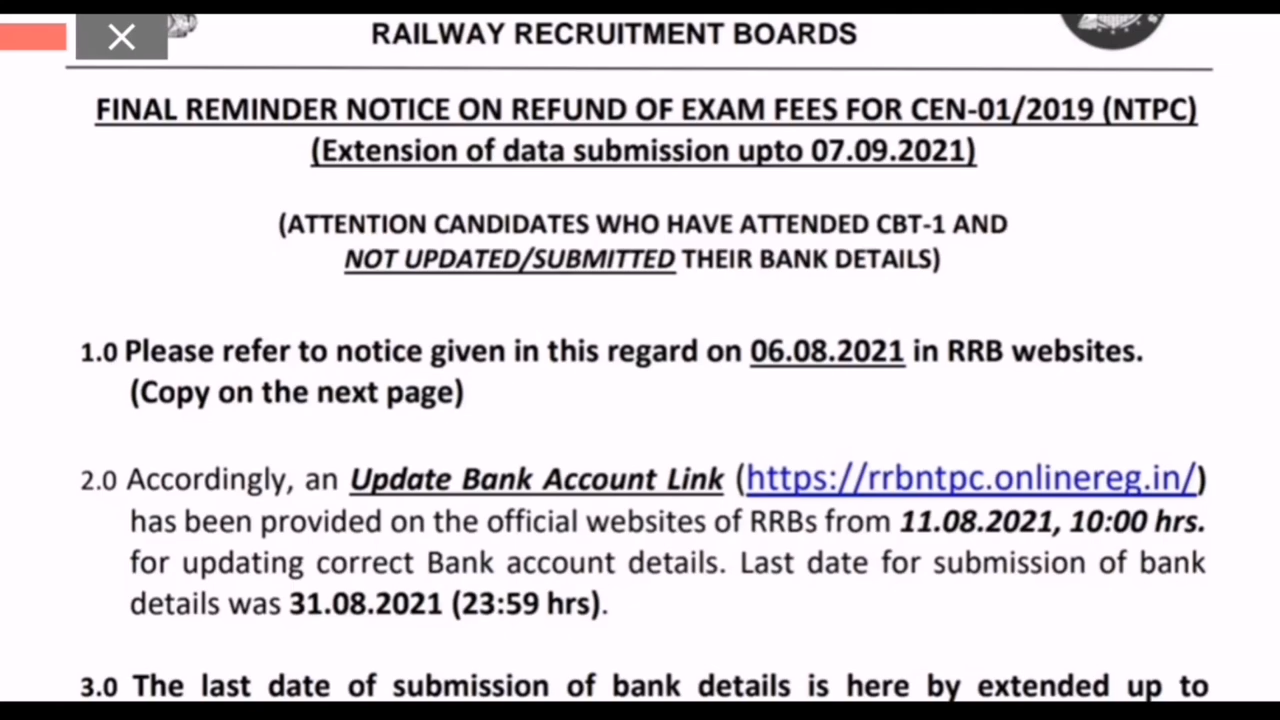 RAILWAY RECRUITMENT BOARDS
FINAL REMINDER NOTICE ON REFUND OF EXAM FEES FOR CEN-01/2019 (NTPC)
(Extension of data submission upto 07.09.2021)
(ATTENTION CANDIDATES WHO HAVE ATTENDED CBT-1 AND
NOT UPDATED/SUBMITTED THEIR BANK DETAILS)
1.0 Please refer to notice given in this regard on 06.08.2021 in RRB websites.
(Copy on the next page)
2.0 Accordingly, an Update Bank Account Link (https://rrbntpc.onlinereg.in/)
has been provided on the official websites of RRBs from 11.08.2021, 10:00 hrs.
for updating correct Bank account details. Last date for submission of bank
details was 31.08.2021 (23:59 hrs).
3.0 The last date of submission of bank details is here by extended up to